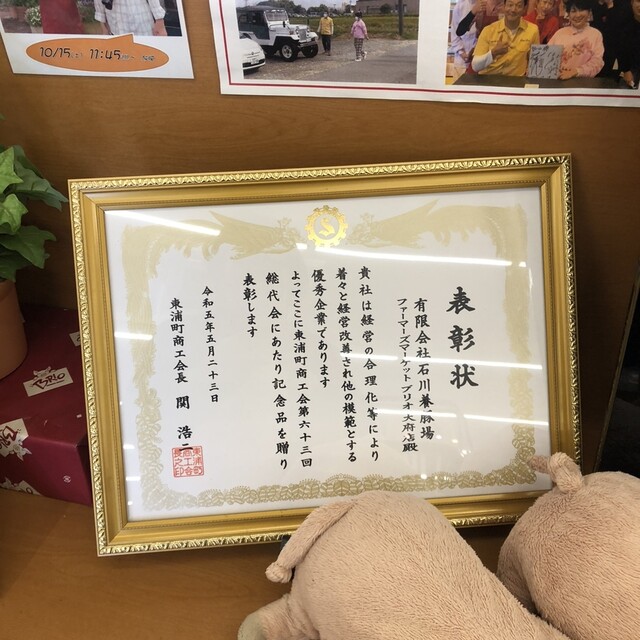 10/15(土) 11:45
表彰状
有限会社石川養豚場
ファーマーズマーケットブリオ大府店殿
貴社は経営の合理化等により
着々と経営改善され他の模範とする
優秀企業であります
よってここに東浦町商工会第六十三回
総代会にあたり記念品を贈り
表彰します
令和五年五月二十三日
東浦町商工会長 関 浩二
BRIO